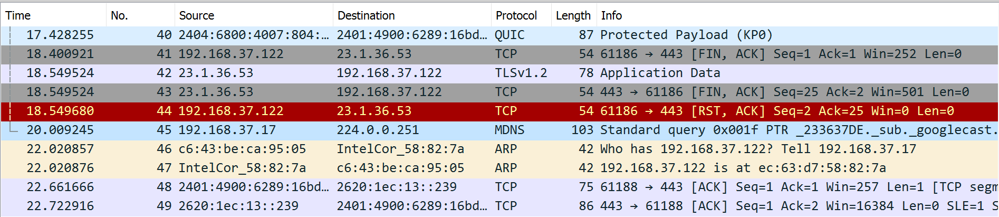 Time No. Source Destination Protocol Length Info
17.428255 40 2404:6800:4007:804:… 2401:4900:6289:16bd… QUIC 87 Protected Payload (KP0)
18.400921 41 192.168.37.122 23.1.36.53 TCP 54 61186 → 443 [FIN, ACK] Seq=1 Ack=1 Win=252 Len=0
18.549524 42 23.1.36.53 192.168.37.122 TLSv1.2 78 Application Data
18.549524 43 23.1.36.53 192.168.37.122 TCP 54 443 → 61186 [FIN, ACK] Seq=25 Ack=2 Win=501 Len=0
18.549680 44 192.168.37.122 23.1.36.53 TCP 54 61186 → 443 [RST, ACK] Seq=2 Ack=25 Win=0 Len=0
20.009245 45 192.168.37.17 224.0.0.251 MDNS 103 Standard query 0x001f PTR _233637DE._sub._googlecast.
22.020857 46 c6:43:be:ca:95:05 IntelCor_58:82:7a ARP 42 Who has 192.168.37.122? Tell 192.168.37.17
22.020876 47 IntelCor_58:82:7a c6:43:be:ca:95:05 ARP 42 192.168.37.122 is at ec:63:d7:58:82:7a
22.661666 48 2401:4900:6289:16bd… 2620:1ec:13::239 TCP 75 61188 → 443 [ACK] Seq=1 Ack=1 Win=257 Len=1 [TCP segm
22.722916 49 2620:1ec:13::239 2401:4900:6289:16bd… TCP 86 443 → 61188 [ACK] Seq=1 Ack=2 Win=16384 Len=0 SLE=1 S